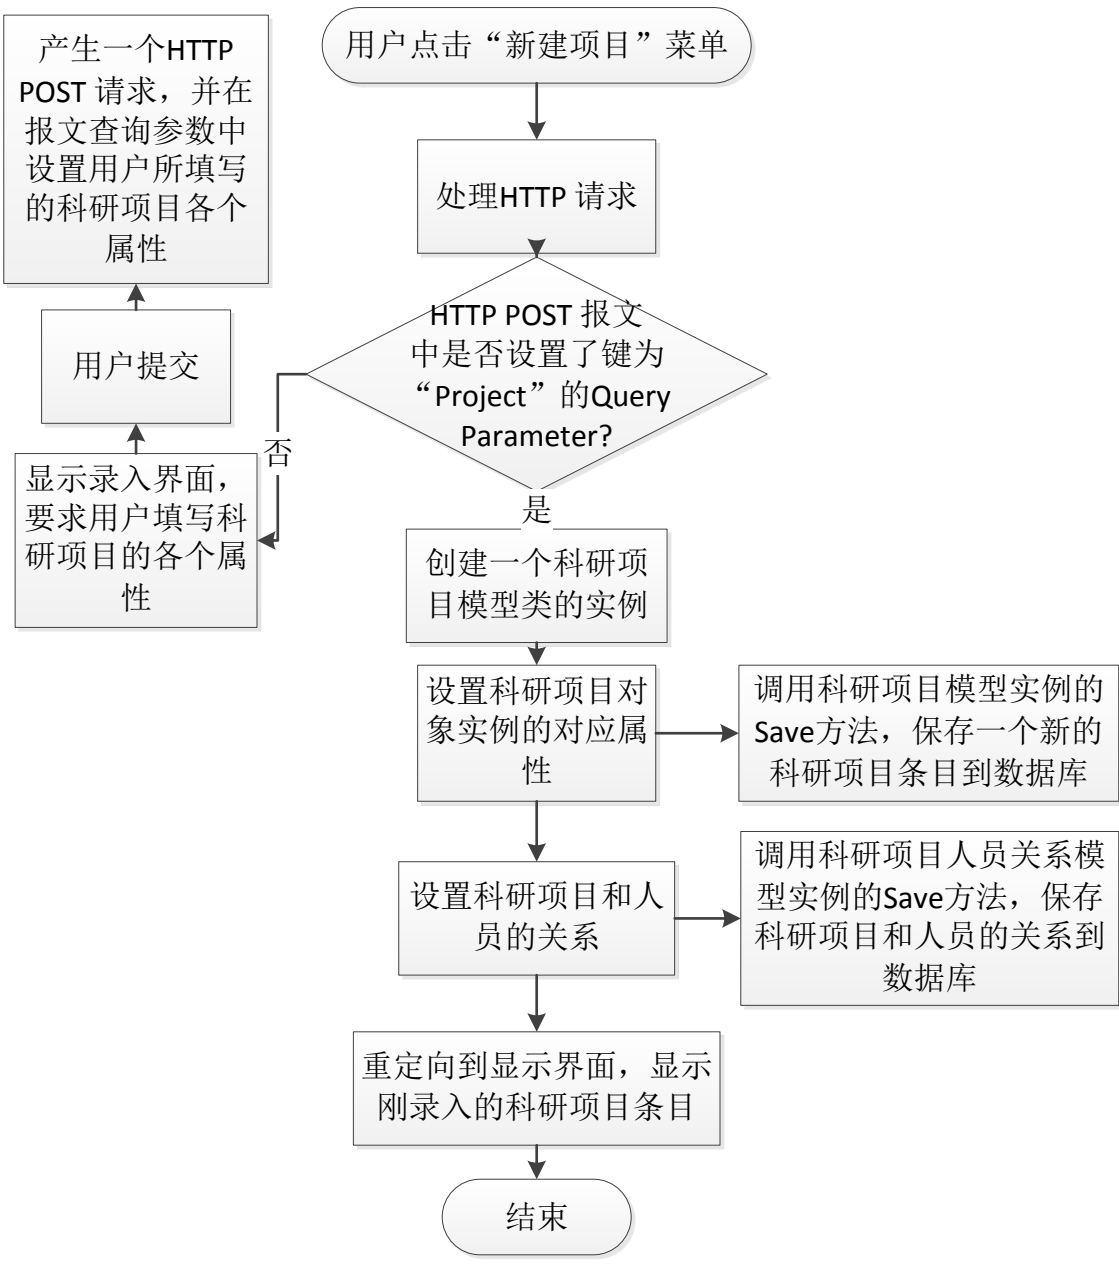 用户点击“新建项目”菜单
处理HTTP 请求
HTTP POST 报文
中是否设置了键为
“Project”的Query
Parameter?
否
显示录入界面，
要求用户填写科
研项目的各个属
性
用户提交
产生一个HTTP
POST 请求，并在
报文查询参数中
设置用户所填写
的科研项目各个
属性
是
创建一个科研项
目模型类的实例
设置科研项目对
象实例的对应属
性
调用科研项目模型实例的
Save方法，保存一个新的
科研项目条目到数据库
设置科研项目和人
员的关系
调用科研项目人员关系模
型实例的Save方法，保存
科研项目和人员的关系到
数据库
重定向到显示界面，显示
刚录入的科研项目条目
结束